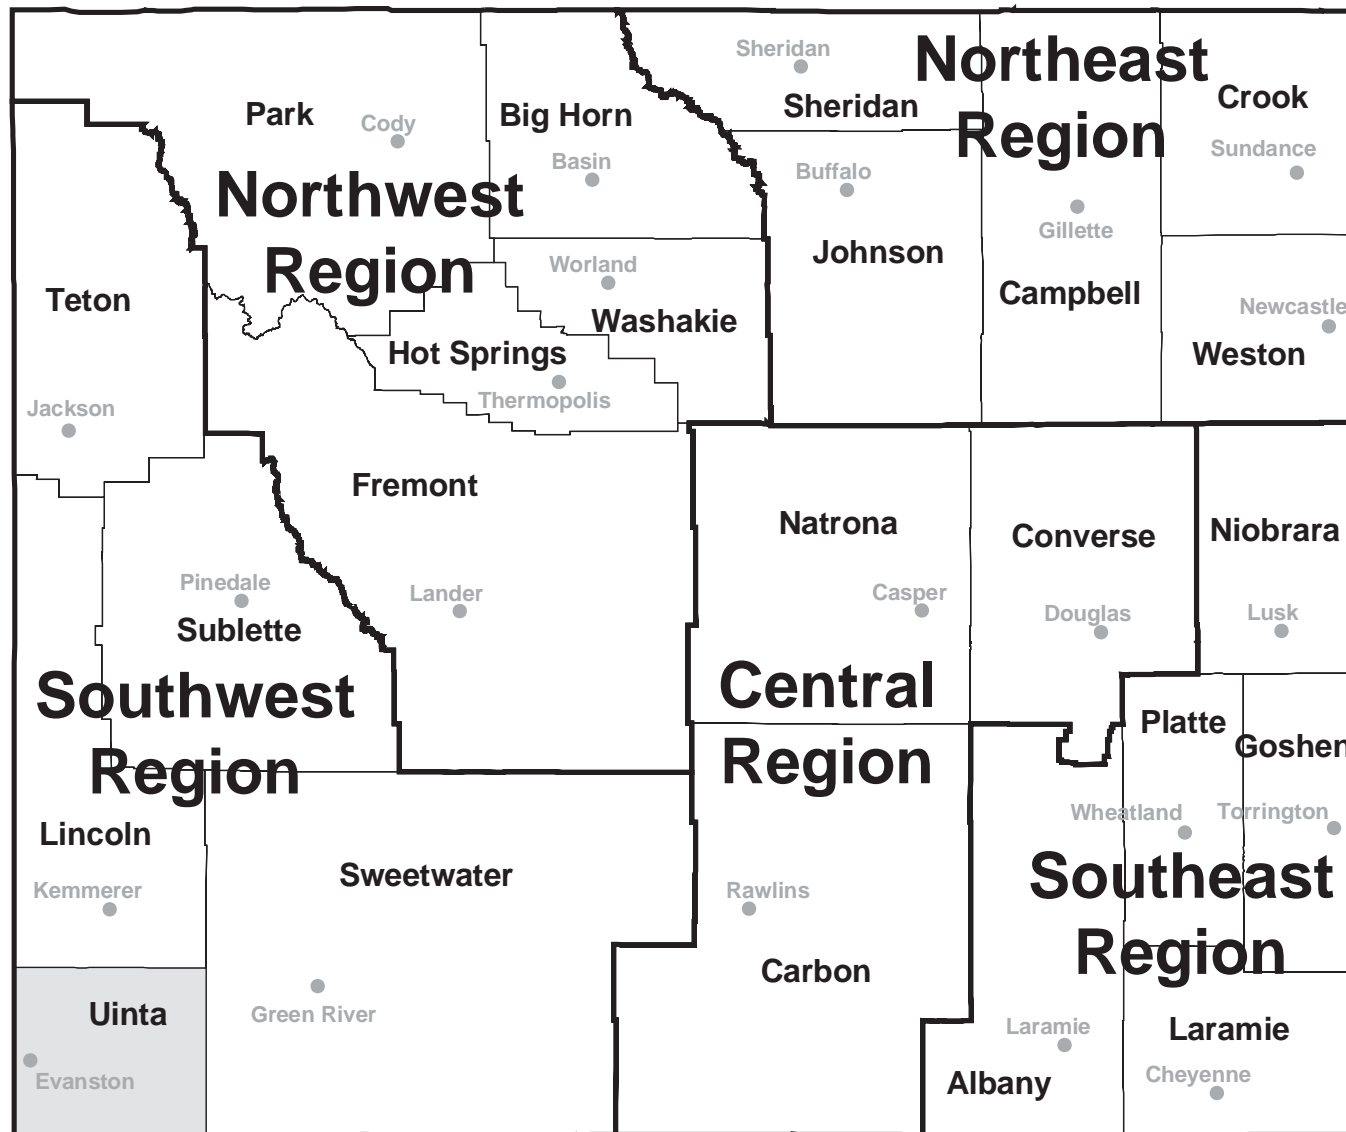 Sheridan
Northeast
Region
Crook
Park
Cody
Big Horn
Sheridan
Sundance
Basin
Buffalo
Northwest
Region
Gillette
Johnson
Worland
Teton
Campbell
Newcastle
Washakie
Hot Springs
Weston
Thermopolis
Jackson
Fremont
Natrona
Converse
Niobrara
Pinedale
Lander
Casper
Douglas
Lusk
Sublette
Southwest
Region
Central
Region
Platte
Goshen
Wheatland
Torrington
Lincoln
Sweetwater
Kemmerer
Rawlins
Southeast
Region
Carbon
Uinta
Green River
Laramie
Laramie
Evanston
Albany
Cheyenne